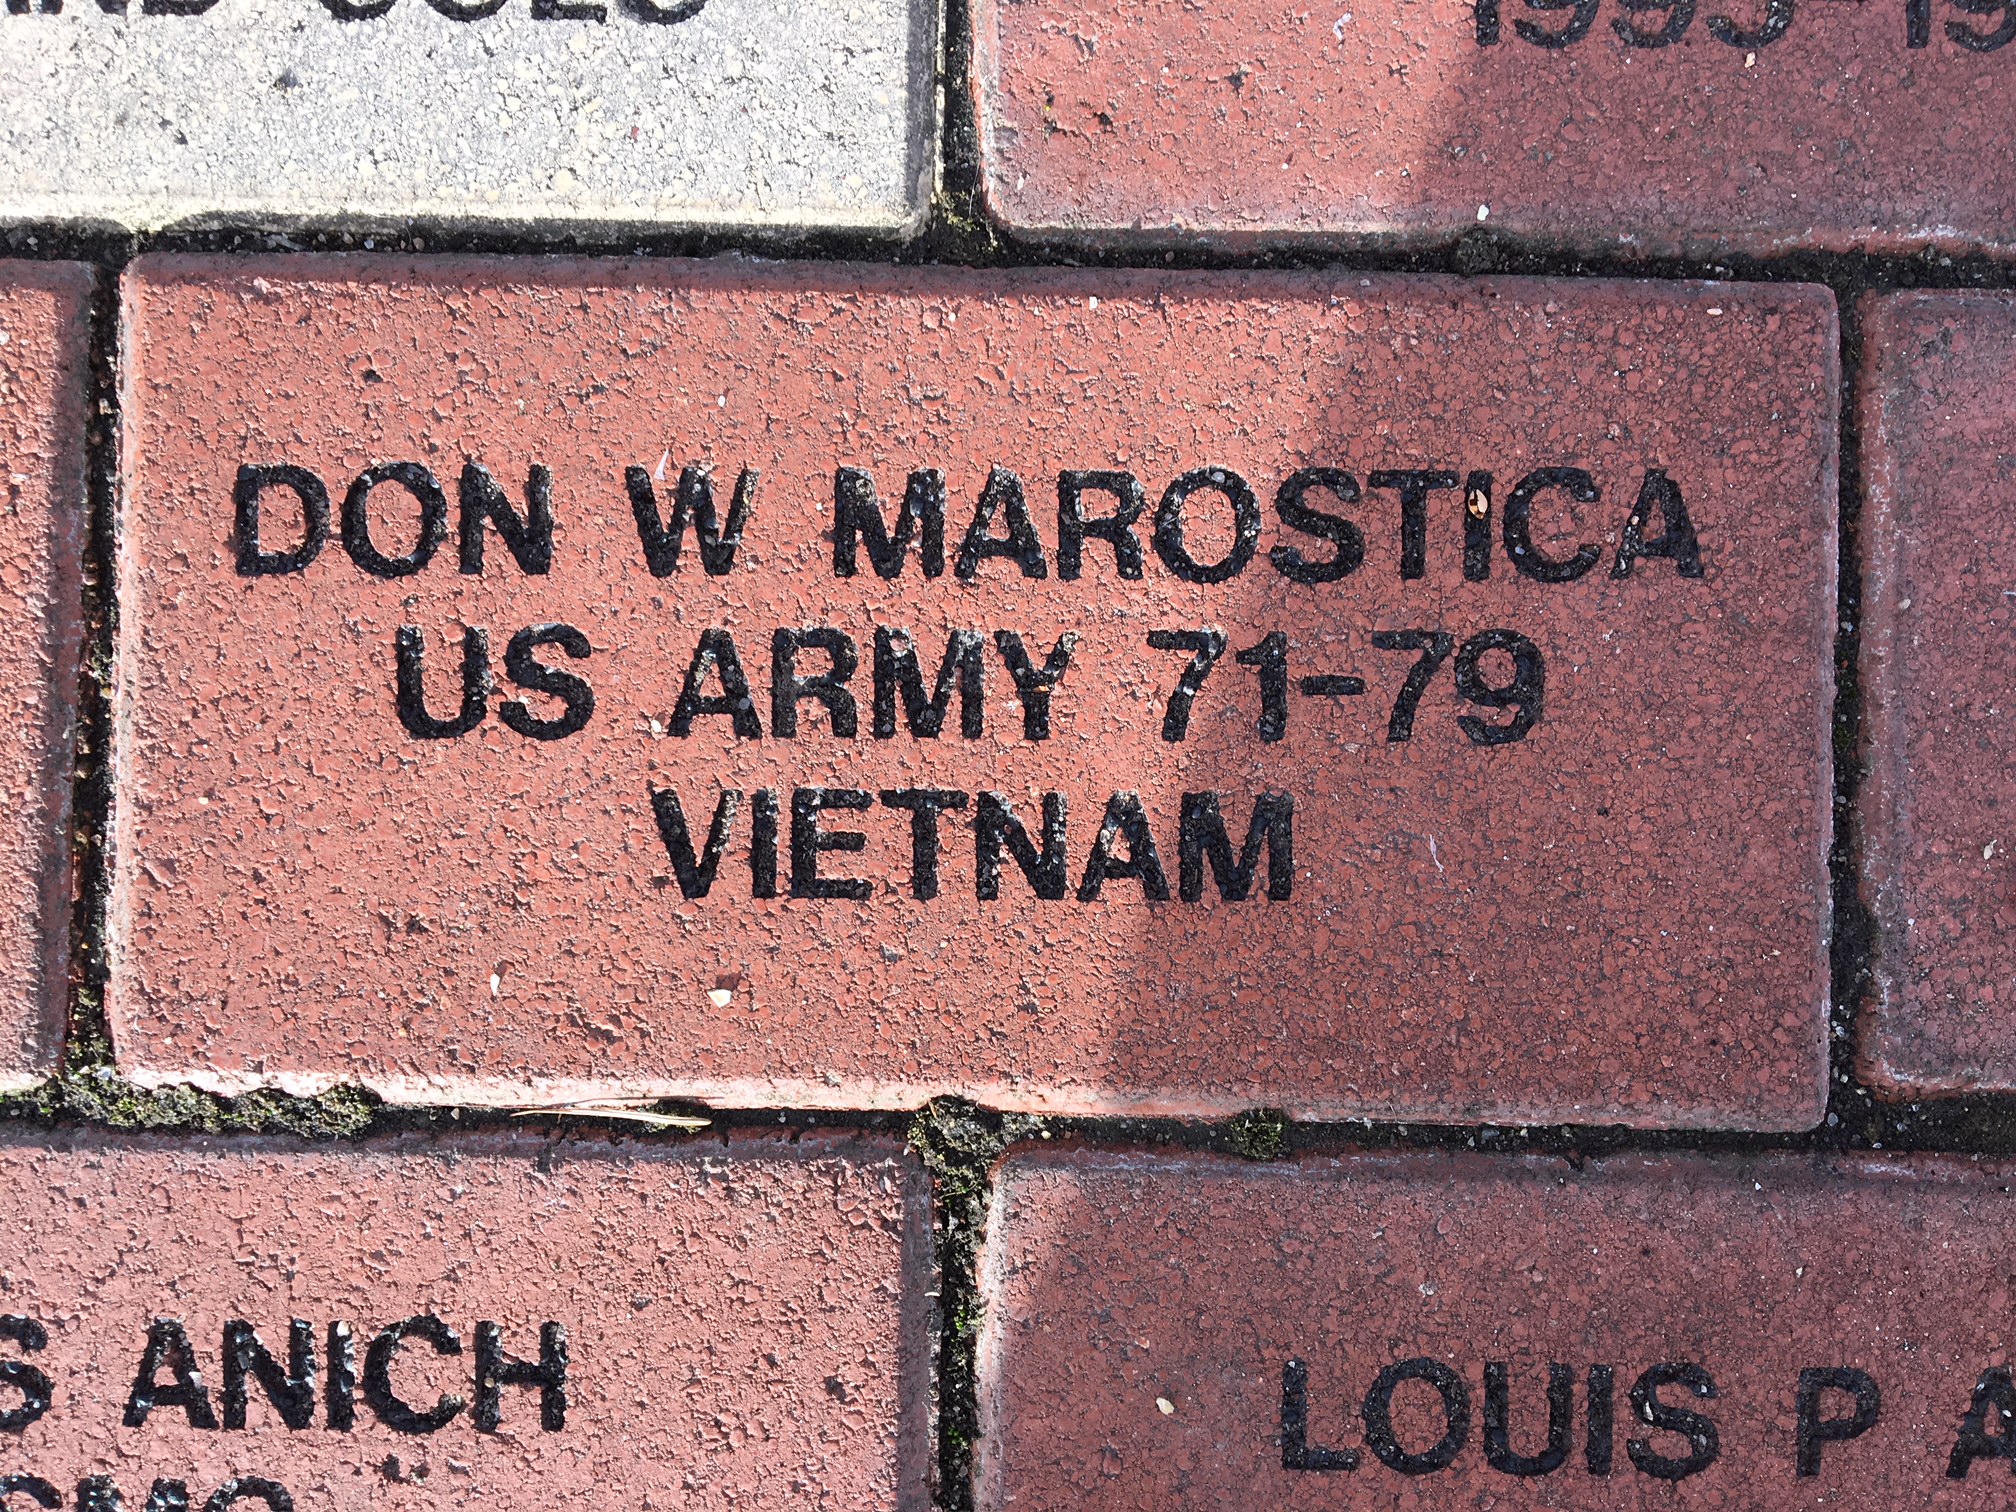 DON W MAROSTICA
US ARMY 71-79
VIETNAM
ANICH
LOUIS P